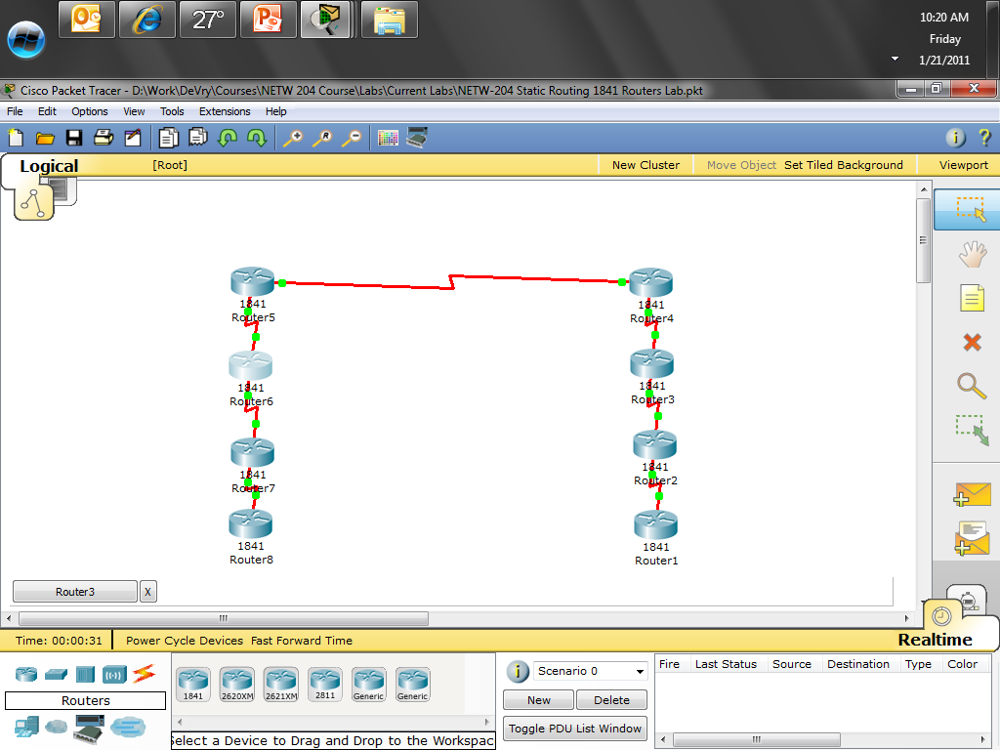 27°
10:20 AM
Friday
1/21/2011
Cisco Packet Tracer - D:\Work\DeVry\Courses\NETW 204 Course\Labs\Current Labs\NETW-204 Static Routing 1841 Routers Lab.pkt
File Edit Options View Tools Extensions Help
Logical [Root] New Cluster Move Object Set Tiled Background Viewport
1841
Router5
1841
Router4
1841
Router6
1841
Router3
1841
Router7
1841
Router2
1841
Router8
1841
Router1
Router3 X
Time: 00:00:31 Power Cycle Devices Fast Forward Time Realtime
Routers
1841 2620XM 2621XM 2811 Generic Generic
Select a Device to Drag and Drop to the Workspac
Scenario 0
New Delete
Toggle PDU List Window
Fire Last Status Source Destination Type Color